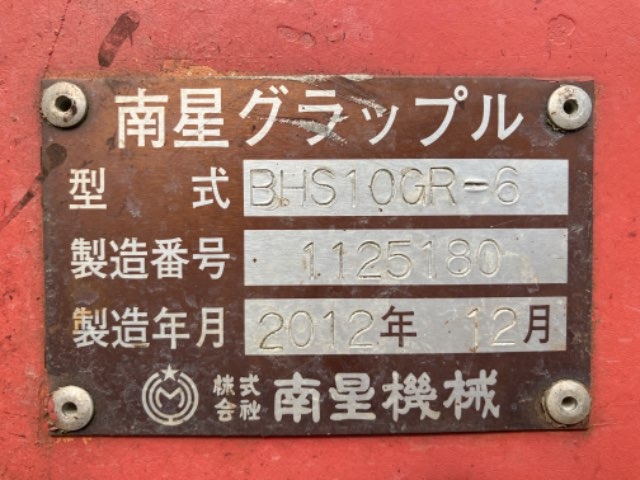 南星グラップル
型 式 BHS10GR-6
製造番号 1125180
製造年月 2012年 12月
株式会社 南星機械